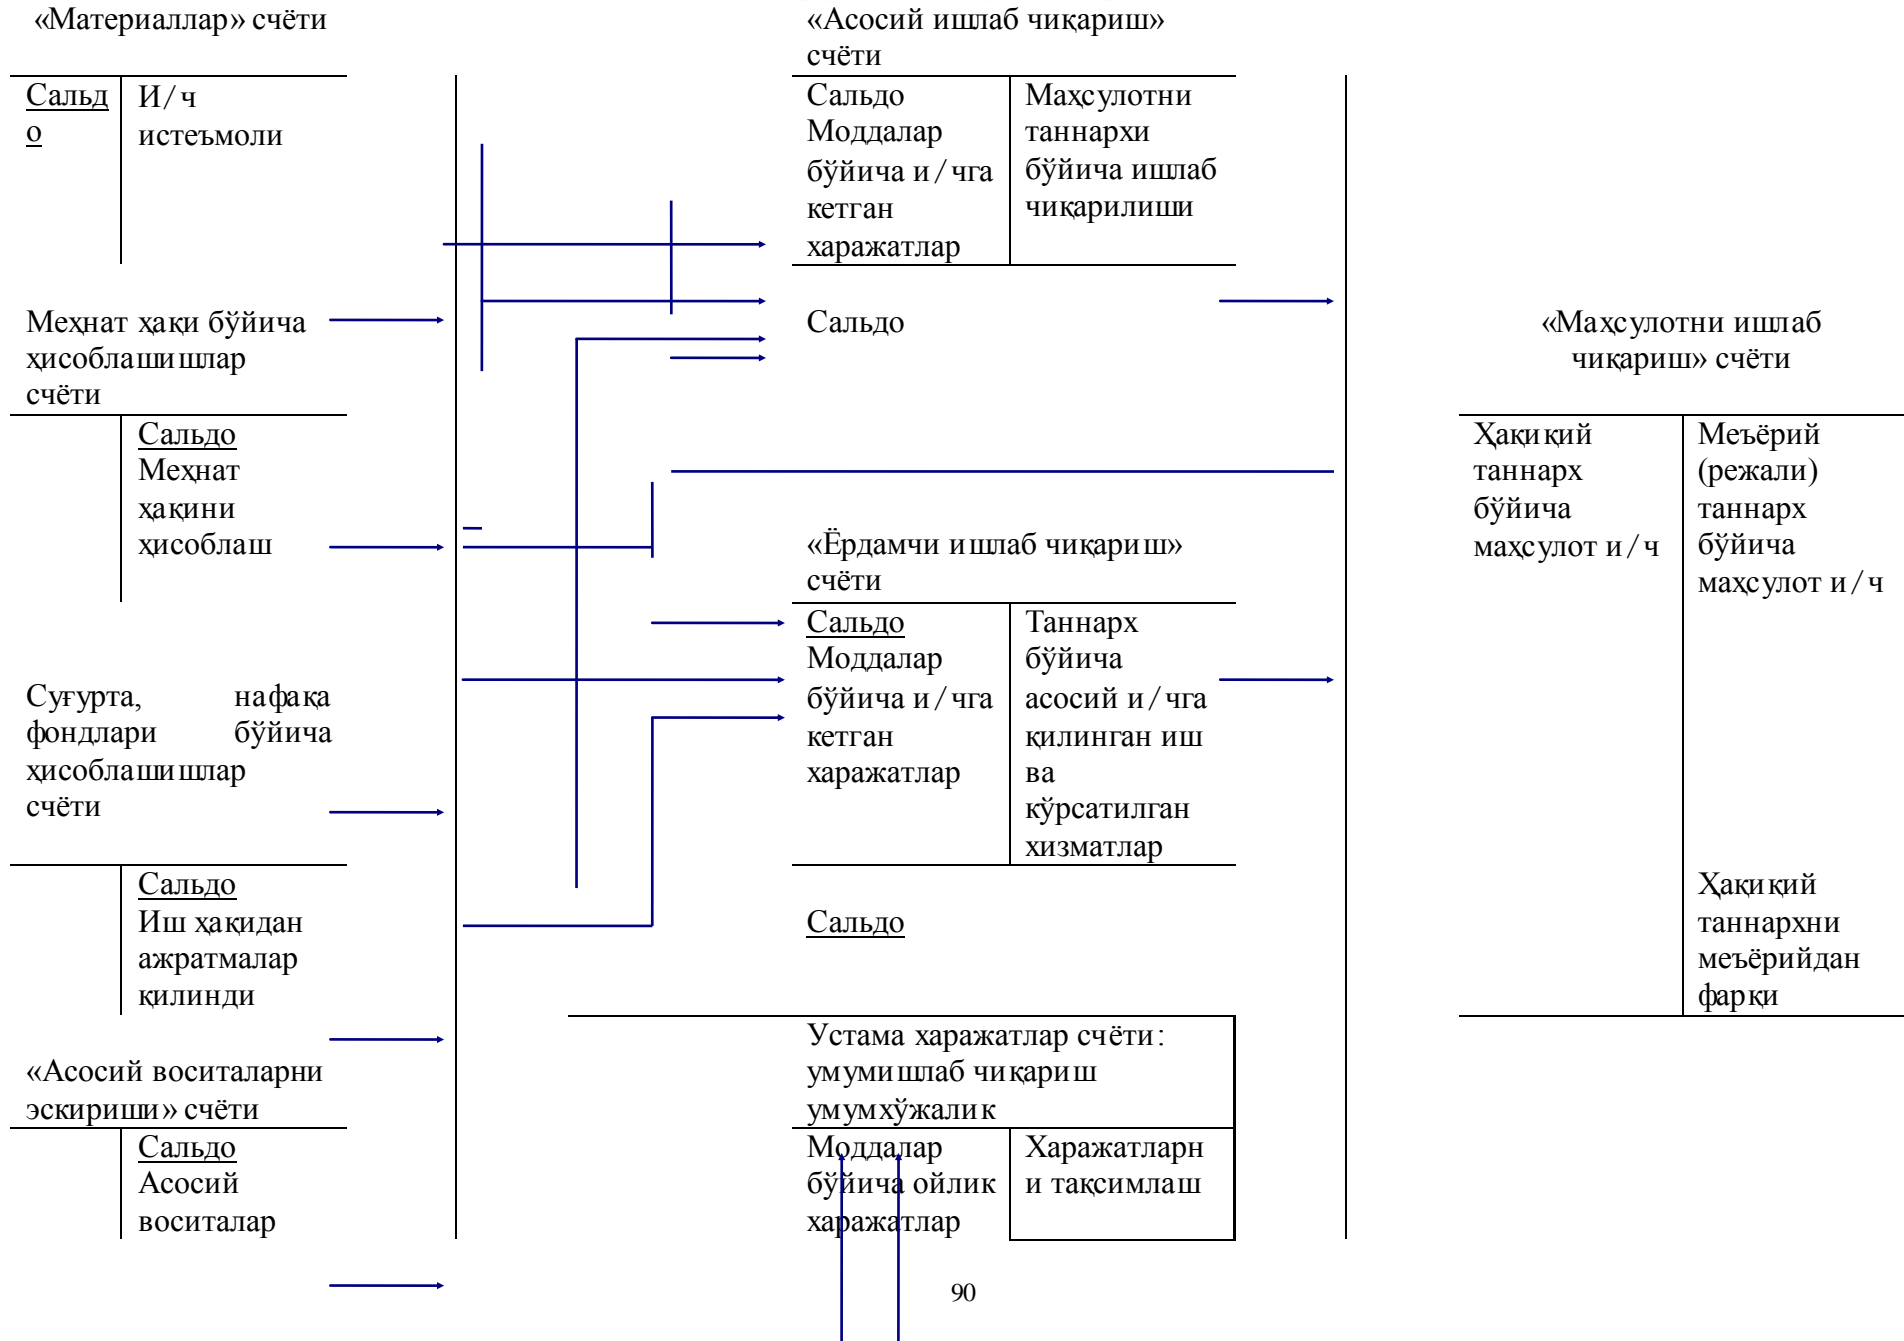 «Материаллар» счёти
Сальд
о
И/ч
истеъмоли
Меҳнат ҳақи бўйича
ҳисоблашишлар
счёти
Сальдо
Меҳнат
ҳақини
ҳисоблаш
Суғурта, нафақа
фондлари бўйича
ҳисоблашишлар
счёти
Сальдо
Иш ҳақидан
ажратмалар
қилинди
«Асосий воситаларни
эскириши» счёти
Сальдо
Асосий
воситалар
«Асосий ишлаб чиқариш»
счёти
Сальдо
Моддалар
бўйича и/чга
кетган
харажатлар
Маҳсулотни
таннархи
бўйича ишлаб
чиқарилиши
Сальдо
«Ёрдамчи ишлаб чиқариш»
счёти
Сальдо
Моддалар
бўйича и/чга
кетган
харажатлар
Таннарх
бўйича
асосий и/чга
қилинган иш
ва
кўрсатилган
хизматлар
Сальдо
Устама харажатлар счёти:
умумишлаб чиқариш
умумхўжалик
Моддалар
бўйича ойлик
харажатлар
Харажатларн
и тақсимлаш
«Маҳсулотни ишлаб
чиқариш» счёти
Ҳақиқий
таннарх
бўйича
маҳсулот и/ч
Меъёрий
(режали)
таннарх
бўйича
маҳсулот и/ч
Ҳақиқий
таннархни
меъёрийдан
фарқи
90